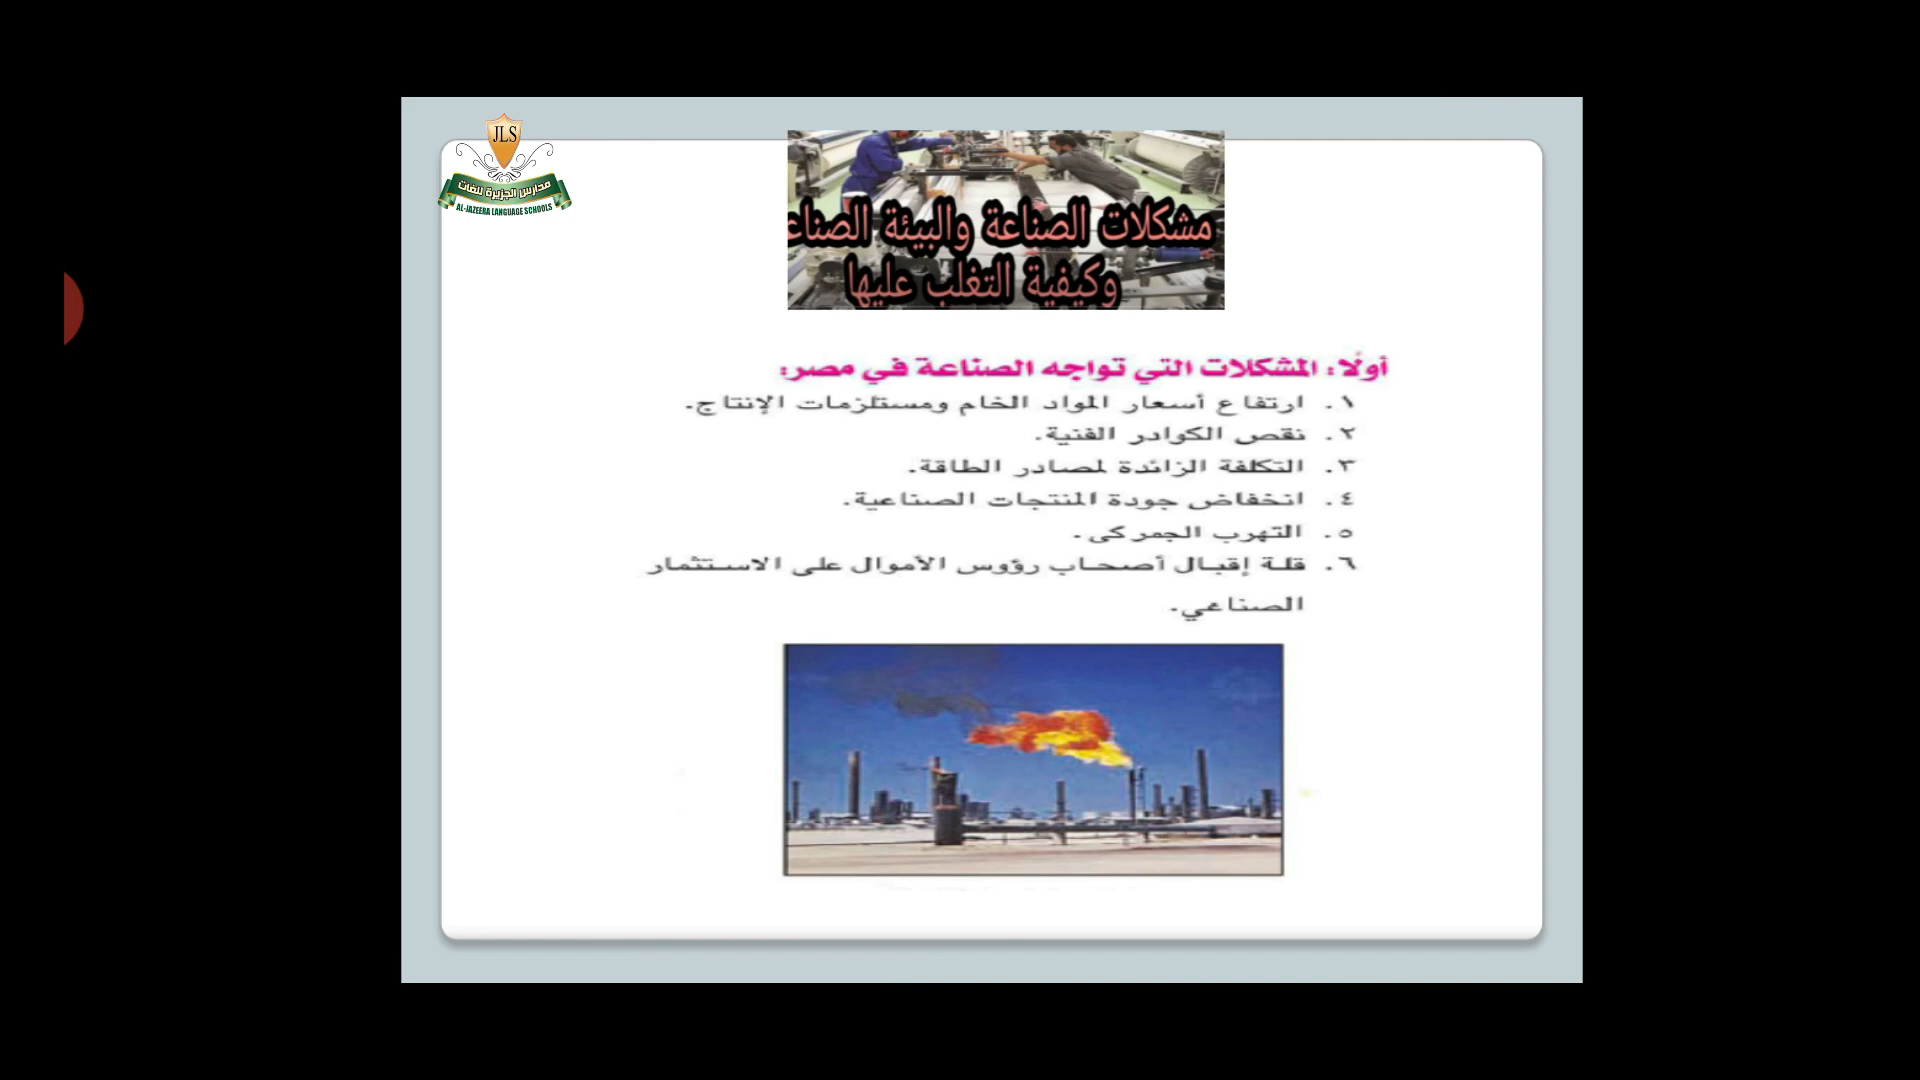 JLS
مدارس الجزيرة للغات
AL-JAZEERA LANGUAGE SCHOOLS
مشكلات الصناعة والبيئة الصناع
وكيفية التغلب عليها
أولًا: المشكلات التي تواجه الصناعة في مصر:
١. ارتفاع أسعار المواد الخام ومستلزمات الإنتاج.
٢. نقص الكوادر الفنية.
٣. التكلفة الزائدة لمصادر الطاقة.
٤. انخفاض جودة المنتجات الصناعية.
٥. التهرب الجمركى.
٦. قلة إقبال أصحاب رؤوس الأموال على الاستثمار
الصناعي.